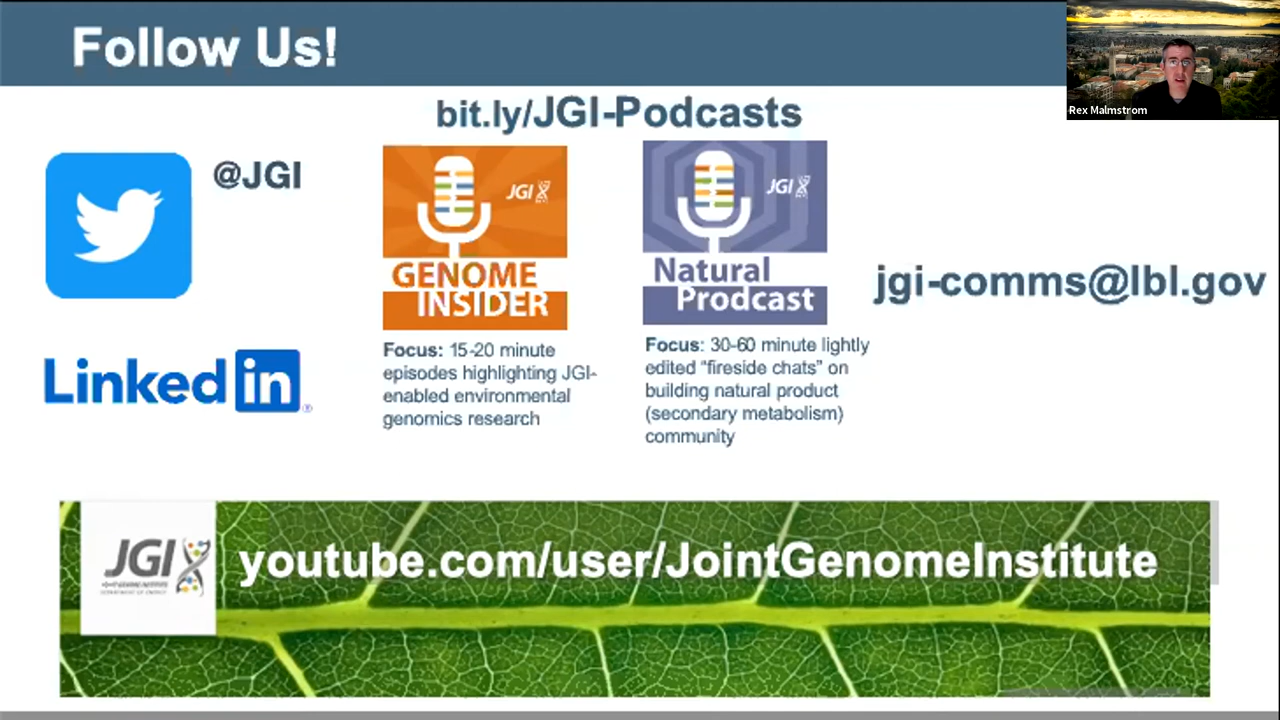 Follow Us!
Rex Malmstrom
bit.ly/JGI-Podcasts
@JGI
JGI
GENOME
INSIDER
JGI
Natural
Prodcast
jgi-comms@lbl.gov
Linked in
Focus: 15-20 minute
episodes highlighting JGI-
enabled environmental
genomics research
Focus: 30-60 minute lightly
edited “fireside chats” on
building natural product
(secondary metabolism)
community
JGI
youtube.com/user/JointGenomeInstitute